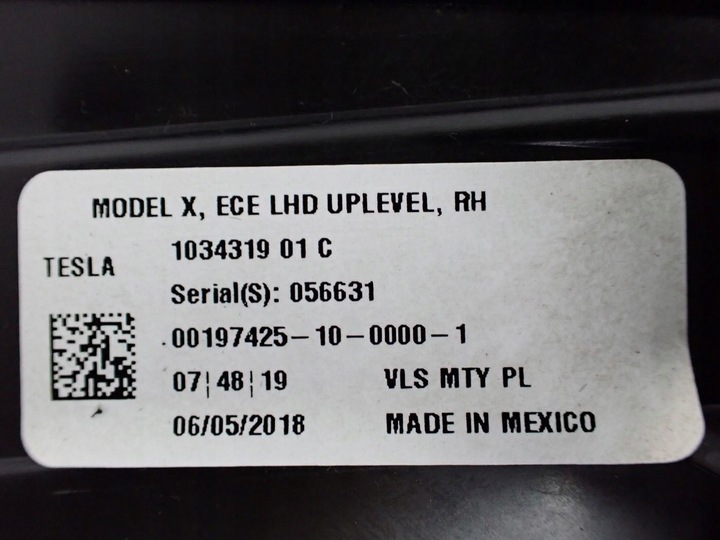 MODEL X, ECE LHD UPLEVEL, RH
1034319 01 C
TESLA
Serial(S): 056631
00197425-10-0000-1
07|48|19 VLS MTY PL
06/05/2018 MADE IN MEXICO